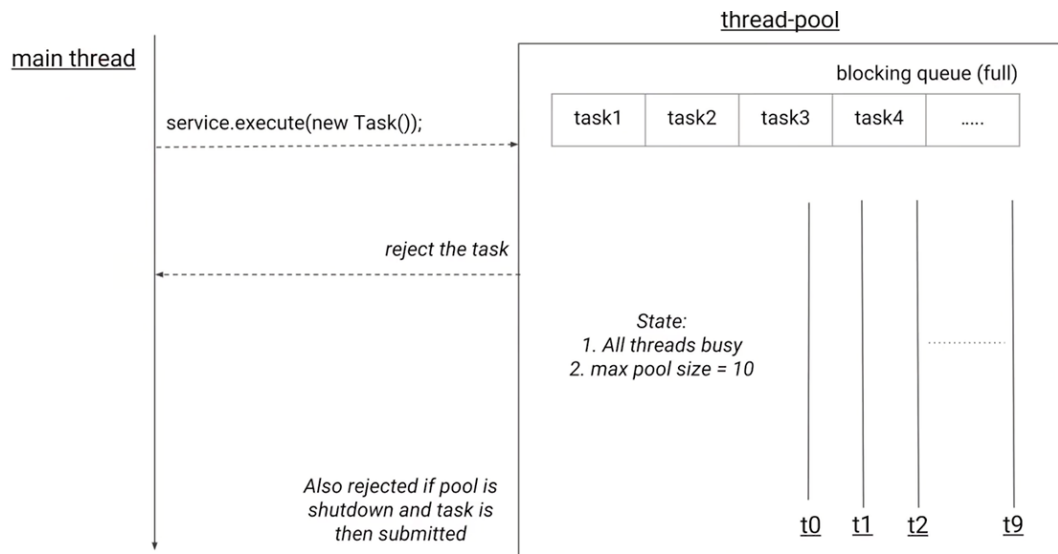 thread-pool
main thread
blocking queue (full)
task1 task2 task3 task4 .....
service.execute(new Task());
reject the task
State:
1. All threads busy
2. max pool size = 10
Also rejected if pool is
shutdown and task is
then submitted
t0 t1 t2 t9